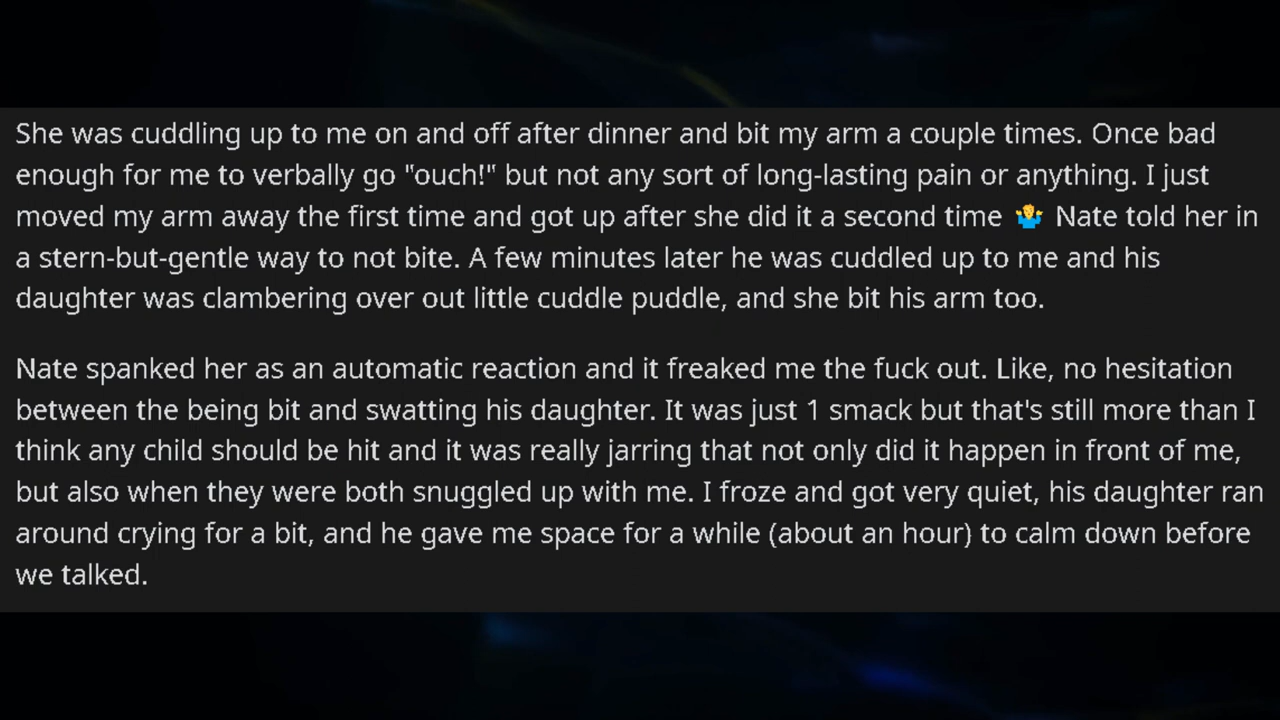 She was cuddling up to me on and off after dinner and bit my arm a couple times. Once bad
enough for me to verbally go "ouch!" but not any sort of long-lasting pain or anything. I just
moved my arm away the first time and got up after she did it a second time 🤷 Nate told her in
a stern-but-gentle way to not bite. A few minutes later he was cuddled up to me and his
daughter was clambering over out little cuddle puddle, and she bit his arm too.
Nate spanked her as an automatic reaction and it freaked me the fuck out. Like, no hesitation
between the being bit and swatting his daughter. It was just 1 smack but that's still more than I
think any child should be hit and it was really jarring that not only did it happen in front of me,
but also when they were both snuggled up with me. I froze and got very quiet, his daughter ran
around crying for a bit, and he gave me space for a while (about an hour) to calm down before
we talked.